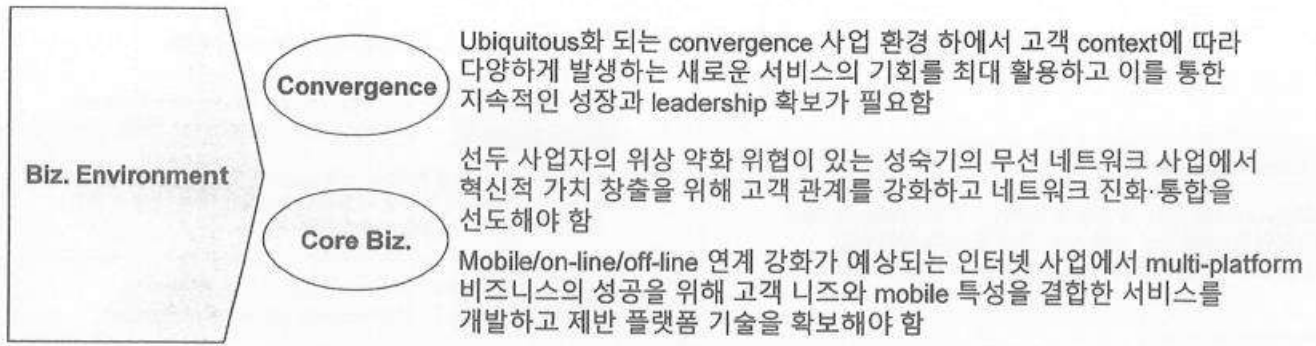 Biz. Environment
Convergence
Ubiquitous화 되는 convergence 사업 환경 하에서 고객 context에 따라
다양하게 발생하는 새로운 서비스의 기회를 최대 활용하고 이를 통한
지속적인 성장과 leadership 확보가 필요함
Core Biz.
선두 사업자의 위상 약화 위협이 있는 성숙기의 무선 네트워크 사업에서
혁신적 가치 창출을 위해 고객 관계를 강화하고 네트워크 진화·통합을
선도해야 함
Mobile/on-line/off-line 연계 강화가 예상되는 인터넷 사업에서 multi-platform
비즈니스의 성공을 위해 고객 니즈와 mobile 특성을 결합한 서비스를
개발하고 제반 플랫폼 기술을 확보해야 함